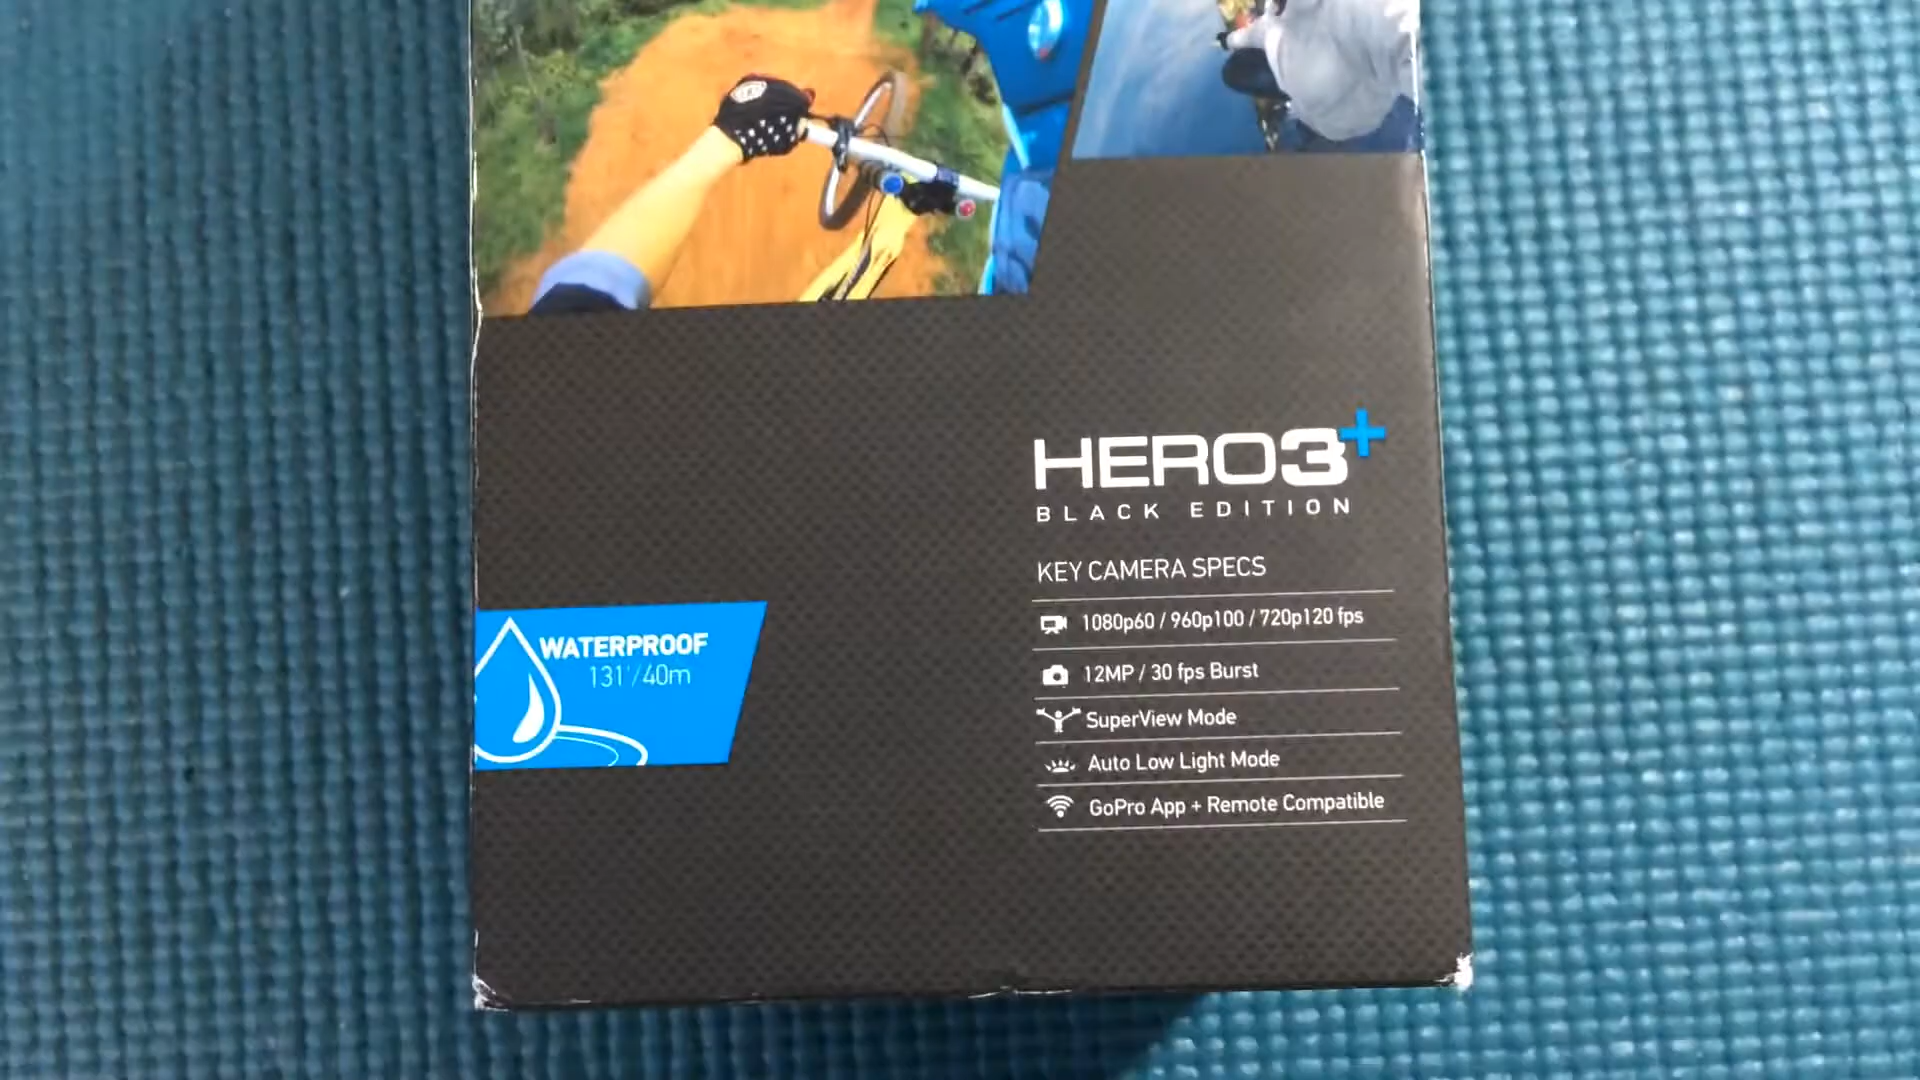 HERO3+
BLACK EDITION
KEY CAMERA SPECS
1080p60 / 960p100 / 720p120 fps
12MP / 30 fps Burst
SuperView Mode
Auto Low Light Mode
GoPro App + Remote Compatible
WATERPROOF
131'/40m